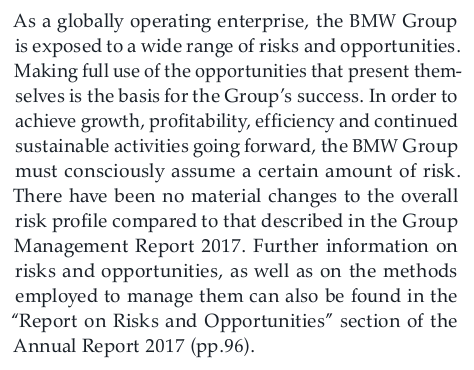 As a globally operating enterprise, the BMW Group
is exposed to a wide range of risks and opportunities.
Making full use of the opportunities that present them-
selves is the basis for the Group’s success. In order to
achieve growth, profitability, efficiency and continued
sustainable activities going forward, the BMW Group
must consciously assume a certain amount of risk.
There have been no material changes to the overall
risk profile compared to that described in the Group
Management Report 2017. Further information on
risks and opportunities, as well as on the methods
employed to manage them can also be found in the
“Report on Risks and Opportunities” section of the
Annual Report 2017 (pp.96).